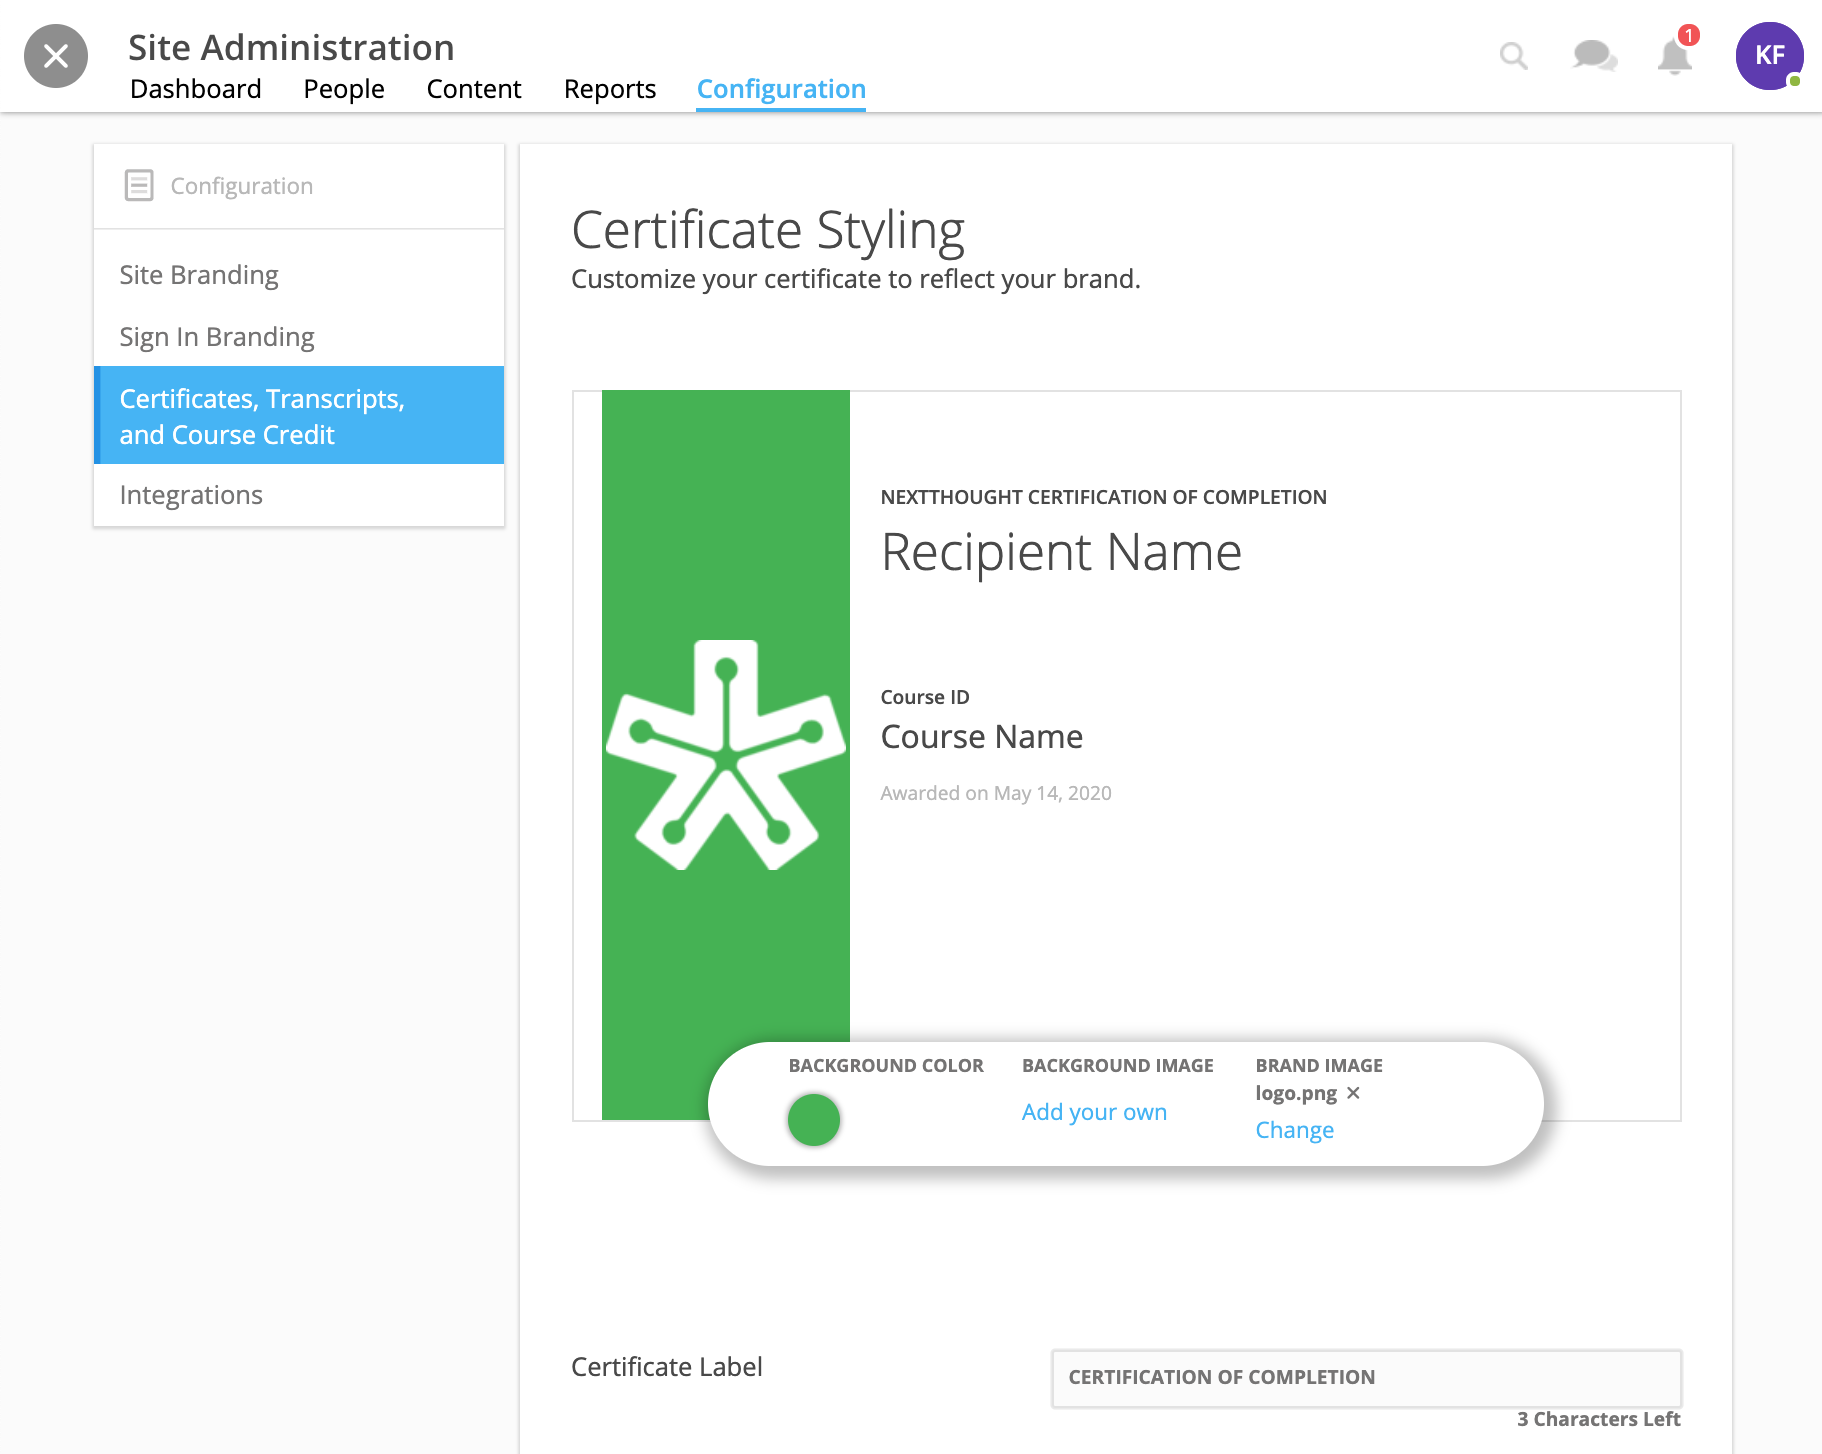 Site Administration
Dashboard People Content Reports Configuration
1
KF
Configuration
Site Branding
Sign In Branding
Certificates, Transcripts,
and Course Credit
Integrations
Certificate Styling
Customize your certificate to reflect your brand.
NEXTTHOUGHT CERTIFICATION OF COMPLETION
Recipient Name
Course ID
Course Name
Awarded on May 14, 2020
BACKGROUND COLOR
BACKGROUND IMAGE
Add your own
BRAND IMAGE
logo.png
Change
Certificate Label
CERTIFICATION OF COMPLETION
3 Characters Left